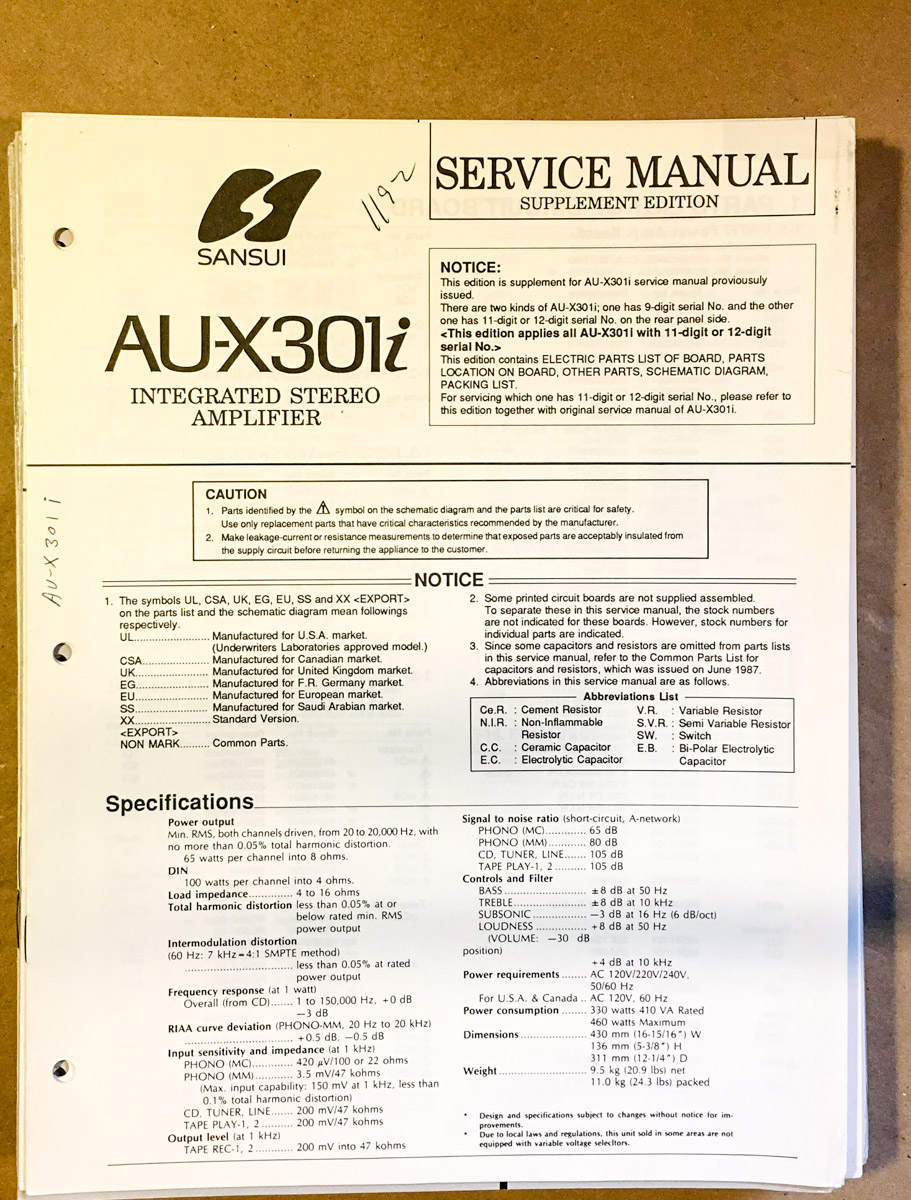 SERVICE MANUAL
SUPPLEMENT EDITION
1192
SANSUI
AU-X301i
INTEGRATED STEREO
AMPLIFIER
NOTICE:
This edition is supplement for AU-X301i service manual proviousuly
issued.
There are two kinds of AU-X301i; one has 9-digit serial No. and the other
one has 11-digit or 12-digit serial No. on the rear panel side.
<This edition applies all AU-X301i with 11-digit or 12-digit
serial No.>
This edition contains ELECTRIC PARTS LIST OF BOARD, PARTS
LOCATION ON BOARD, OTHER PARTS, SCHEMATIC DIAGRAM,
PACKING LIST.
For servicing which one has 11-digit or 12-digit serial No., please refer to
this edition together with original service manual of AU-X301i.
AU-X301i
CAUTION
1. Parts identified by the ⚠ symbol on the schematic diagram and the parts list are critical for safety.
Use only replacement parts that have critical characteristics recommended by the manufacturer.
2. Make leakage-current or resistance measurements to determine that exposed parts are acceptably insulated from
the supply circuit before returning the appliance to the customer.
NOTICE
1. The symbols UL, CSA, UK, EG, EU, SS and XX <EXPORT>
on the parts list and the schematic diagram mean followings
respectively.
UL........................ Manufactured for U.S.A. market.
(Underwriters Laboratories approved model.)
CSA..................... Manufactured for Canadian market.
UK....................... Manufactured for United Kingdom market.
EG....................... Manufactured for F.R. Germany market.
EU....................... Manufactured for European market.
SS....................... Manufactured for Saudi Arabian market.
XX........................ Standard Version.
<EXPORT>
NON MARK.......... Common Parts.
2. Some printed circuit boards are not supplied assembled.
To separate these in this service manual, the stock numbers
are not indicated for these boards. However, stock numbers for
individual parts are indicated.
3. Since some capacitors and resistors are omitted from parts lists
in this service manual, refer to the Common Parts List for
capacitors and resistors, which was issued on June 1987.
4. Abbreviations in this service manual are as follows.
Abbreviations List
Ce.R. : Cement Resistor V.R. : Variable Resistor
N.I.R. : Non-Inflammable S.V.R. : Semi Variable Resistor
Resistor SW. : Switch
C.C. : Ceramic Capacitor E.B. : Bi-Polar Electrolytic
E.C. : Electrolytic Capacitor Capacitor
Specifications
Power output
Min. RMS, both channels driven, from 20 to 20,000 Hz, with
no more than 0.05% total harmonic distortion.
65 watts per channel into 8 ohms.
DIN
100 watts per channel into 4 ohms.
Load impedance............. 4 to 16 ohms
Total harmonic distortion less than 0.05% at or
below rated min. RMS
power output
Intermodulation distortion
(60 Hz: 7 kHz=4:1 SMPTE method)
................................ less than 0.05% at rated
power output
Frequency response (at 1 watt)
Overall (from CD)....... 1 to 150,000 Hz, +0 dB
−3 dB
RIAA curve deviation (PHONO-MM, 20 Hz to 20 kHz)
................................ +0.5 dB, −0.5 dB
Input sensitivity and impedance (at 1 kHz)
PHONO (MC)............ 420 μV/100 or 22 ohms
PHONO (MM)............ 3.5 mV/47 kohms
(Max. input capability: 150 mV at 1 kHz, less than
0.1% total harmonic distortion)
CD, TUNER, LINE....... 200 mV/47 kohms
TAPE PLAY-1, 2.......... 200 mV/47 kohms
Output level (at 1 kHz)
TAPE REC-1, 2............ 200 mV into 47 kohms
Signal to noise ratio (short-circuit, A-network)
PHONO (MC)............ 65 dB
PHONO (MM)............ 80 dB
CD, TUNER, LINE...... 105 dB
TAPE PLAY-1, 2.......... 105 dB
Controls and Filter
BASS........................ ±8 dB at 50 Hz
TREBLE..................... ±8 dB at 10 kHz
SUBSONIC................ −3 dB at 16 Hz (6 dB/oct)
LOUDNESS............... +8 dB at 50 Hz
(VOLUME: −30 dB
position)
+4 dB at 10 kHz
Power requirements........ AC 120V/220V/240V,
50/60 Hz
For U.S.A. & Canada.. AC 120V, 60 Hz
Power consumption........ 330 watts 410 VA Rated
460 watts Maximum
Dimensions.................. 430 mm (16-15/16") W
136 mm (5-3/8") H
311 mm (12-1/4") D
Weight......................... 9.5 kg (20.9 lbs) net
11.0 kg (24.3 lbs) packed
* Design and specifications subject to changes without notice for im-
provements.
* Due to local laws and regulations, this unit sold in some areas are not
equipped with variable voltage selecltors.